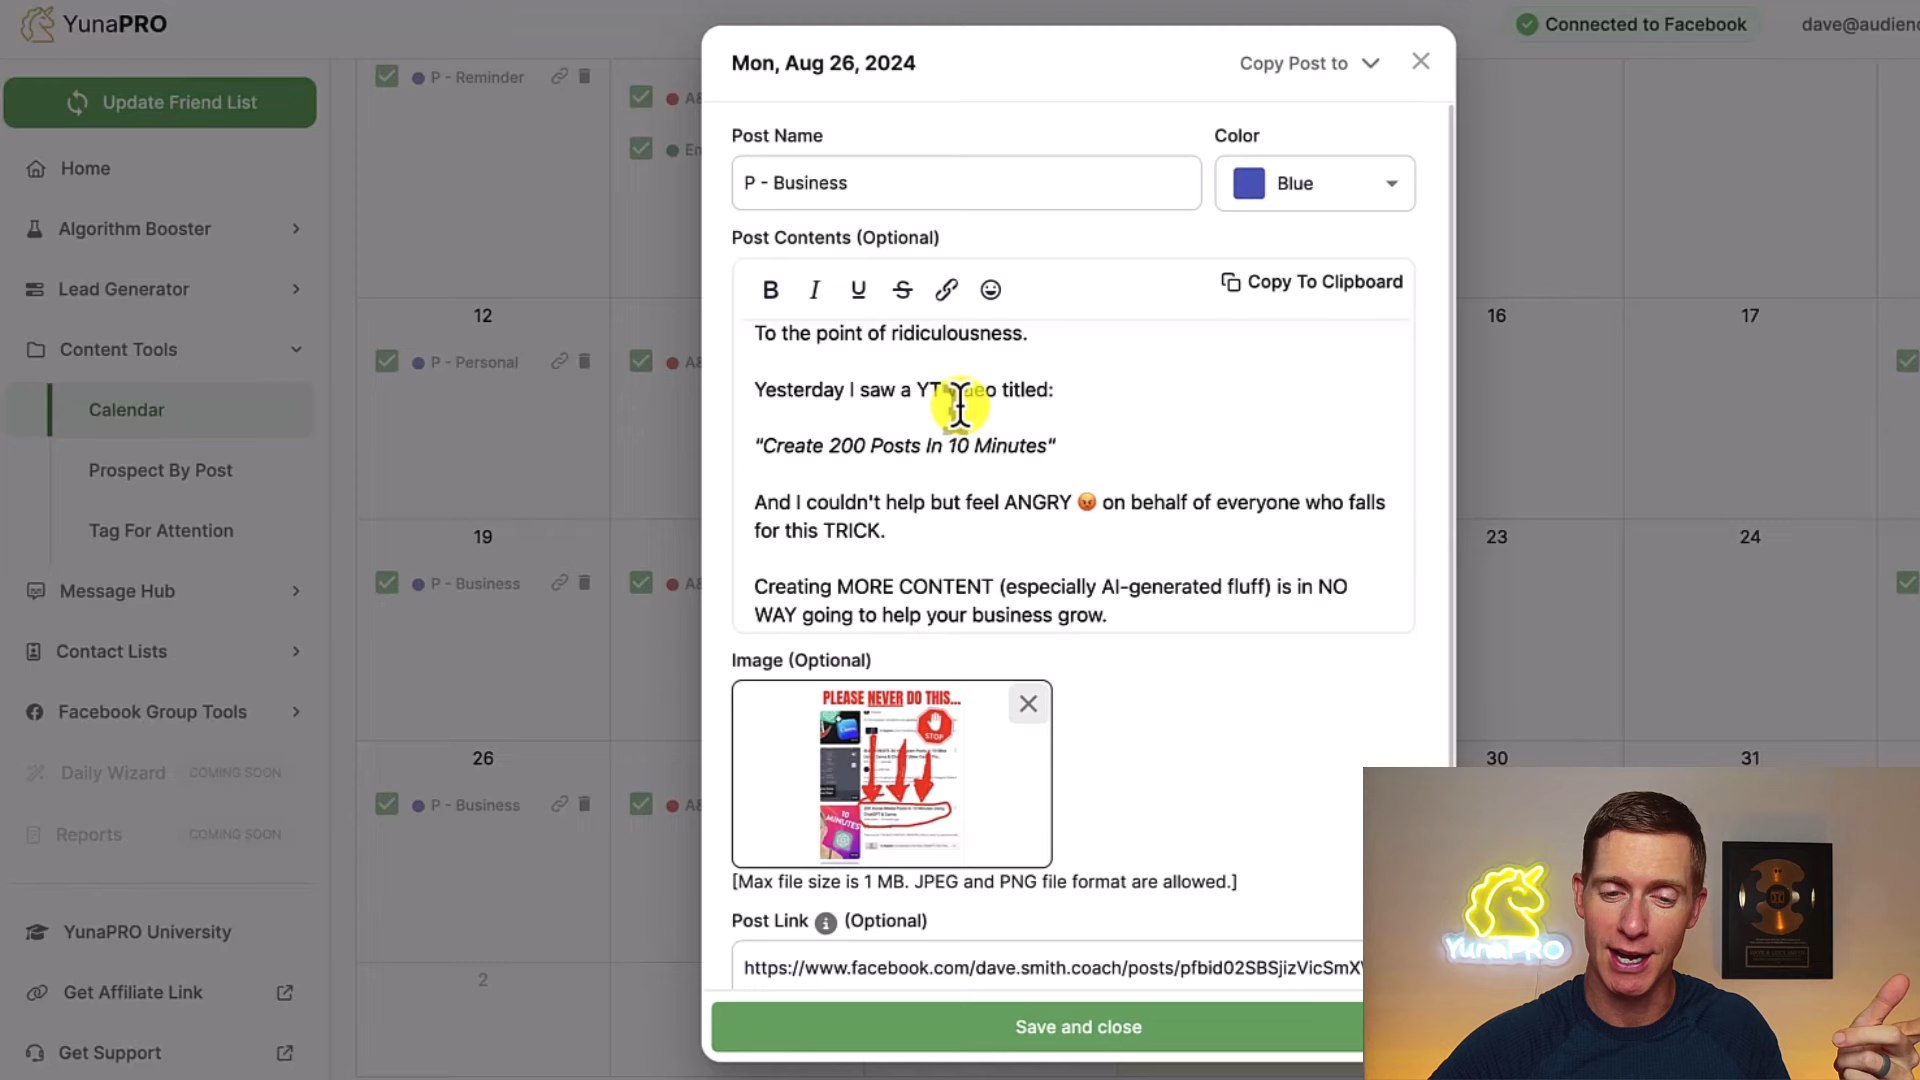 YunaPRO
Connected to Facebook
dave@audienc
Update Friend List
Home
Algorithm Booster
Lead Generator
Content Tools
Calendar
Prospect By Post
Tag For Attention
Message Hub
Contact Lists
Facebook Group Tools
Daily Wizard COMING SOON
Reports COMING SOON
YunaPRO University
Get Affiliate Link
Get Support
P - Reminder
12
P - Personal
19
P - Business
26
P - Business
2
16
17
23
24
30
31
Mon, Aug 26, 2024
Copy Post to
Post Name
Color
P - Business
Blue
Post Contents (Optional)
B I U S
Copy To Clipboard
To the point of ridiculousness.
Yesterday I saw a YT titled:
"Create 200 Posts In 10 Minutes"
And I couldn't help but feel ANGRY 😡 on behalf of everyone who falls
for this TRICK.
Creating MORE CONTENT (especially AI-generated fluff) is in NO
WAY going to help your business grow.
Image (Optional)
PLEASE NEVER DO THIS...
STOP
10
MINUTES
[Max file size is 1 MB. JPEG and PNG file format are allowed.]
Post Link (Optional)
https://www.facebook.com/dave.smith.coach/posts/pfbid02SBSjizVicSmX
Save and close
YunaPRO